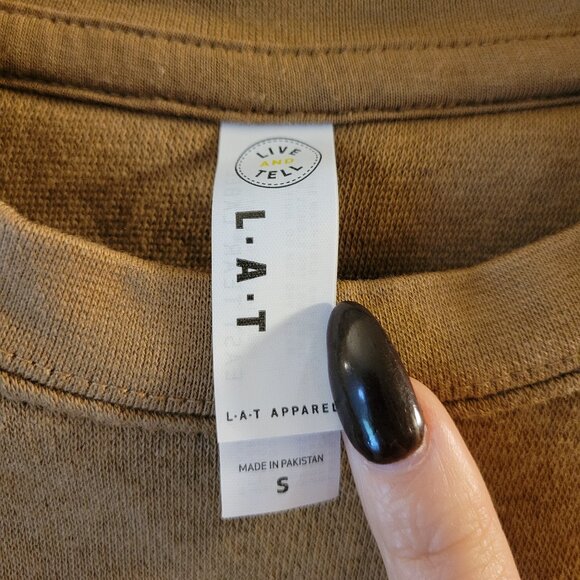 LIVE
AND
TELL
L·A·T
L·A·T APPAREL
MADE IN PAKISTAN
S